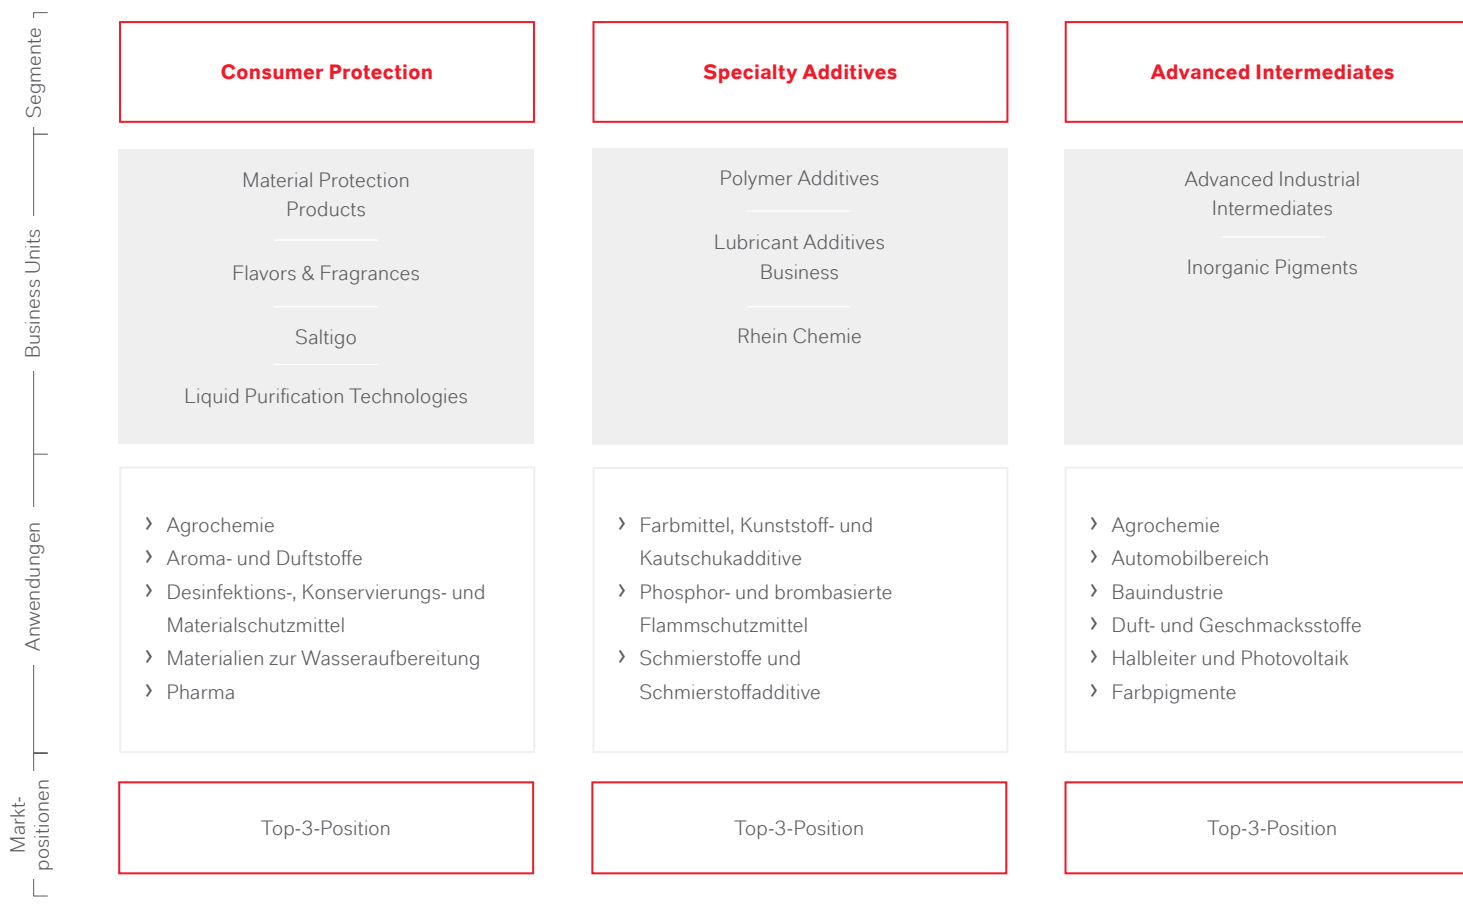 Segmente
Consumer Protection
Specialty Additives
Advanced Intermediates
Business Units
Material Protection
Products
Flavors & Fragrances
Saltigo
Liquid Purification Technologies
Polymer Additives
Lubricant Additives
Business
Rhein Chemie
Advanced Industrial
Intermediates
Inorganic Pigments
Anwendungen
› Agrochemie
› Aroma- und Duftstoffe
› Desinfektions-, Konservierungs- und
Materialschutzmittel
› Materialien zur Wasseraufbereitung
› Pharma
› Farbmittel, Kunststoff- und
Kautschukadditive
› Phosphor- und brombasierte
Flammschutzmittel
› Schmierstoffe und
Schmierstoffadditive
› Agrochemie
› Automobilbereich
› Bauindustrie
› Duft- und Geschmacksstoffe
› Halbleiter und Photovoltaik
› Farbpigmente
Markt-
positionen
Top-3-Position
Top-3-Position
Top-3-Position